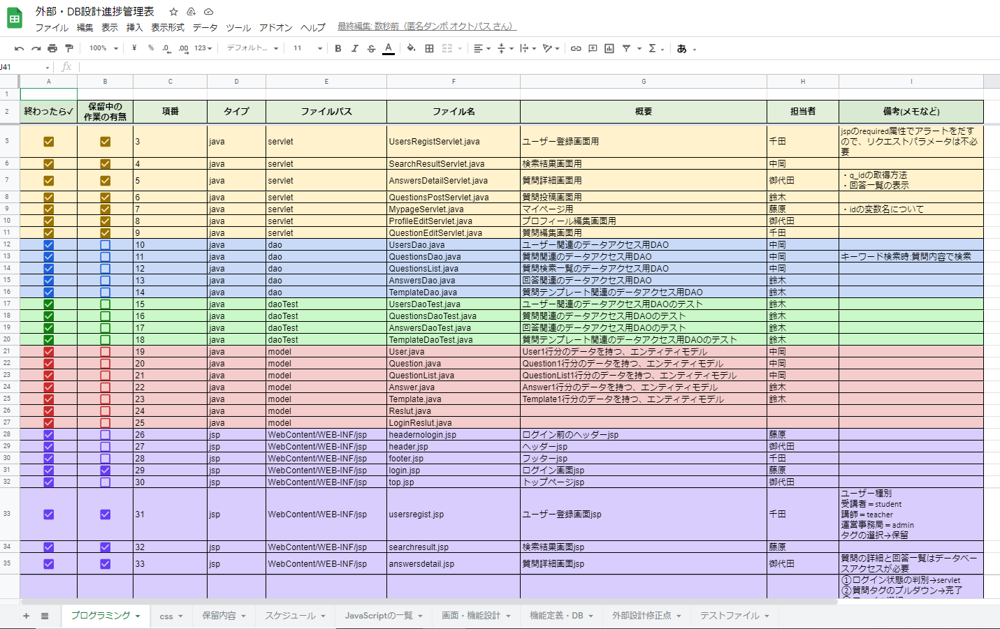 外部・DB設計進捗管理表
ファイル 編集 表示 挿入 表示形式 データ ツール アドオン ヘルプ 最終編集: 数秒前（匿名ダンボ オクトパス さん）
100% ¥ % .0 .00 123 デフォルト... 11 B I S A Σ あ
J41 fx
A B C D E F G H I
1
2 終わったら✓ 保留中の作業の有無 項番 タイプ ファイルパス ファイル名 概要 担当者 備考(メモなど)
5 3 java servlet UsersRegistServlet.java ユーザー登録画面用 千田 jspのrequired属性でアラートをだすので、リクエストパラメータは不必要
6 4 java servlet SearchResultServlet.java 検索結果画面用 中岡
7 5 java servlet AnswersDetailServlet.java 質問詳細画面用 御代田 ・q_idの取得方法 ・回答一覧の表示
8 6 java servlet QuestionsPostServlet.java 質問投稿画面用 鈴木
9 7 java servlet MypageServlet.java マイページ用 藤原 ・idの変数名について
10 8 java servlet ProfileEditServlet.java プロフィール編集画面用 御代田
11 9 java servlet QuestionEditServlet.java 質問編集画面用 千田
12 10 java dao UsersDao.java ユーザー関連のデータアクセス用DAO 中岡
13 11 java dao QuestionsDao.java 質問関連のデータアクセス用DAO 中岡 キーワード検索時:質問内容で検索
14 12 java dao QuestionsList.java 質問検索一覧のデータアクセス用DAO 中岡
15 13 java dao AnswersDao.java 回答関連のデータアクセス用DAO 鈴木
16 14 java dao TemplateDao.java 質問テンプレート関連のデータアクセス用DAO 鈴木
17 15 java daoTest UsersDaoTest.java ユーザー関連のデータアクセス用DAOのテスト 鈴木
18 16 java daoTest QuestionsDaoTest.java 質問関連のデータアクセス用DAOのテスト 鈴木
19 17 java daoTest AnswersDaoTest.java 回答関連のデータアクセス用DAOのテスト 鈴木
20 18 java daoTest TemplateDaoTest.java 質問テンプレート関連のデータアクセス用DAOのテスト 鈴木
21 19 java model User.java User1行分のデータを持つ、エンティティモデル 中岡
22 20 java model Question.java Question1行分のデータを持つ、エンティティモデル 中岡
23 21 java model QuestionList.java QuestionList1行分のデータを持つ、エンティティモデル 中岡
24 22 java model Answer.java Answer1行分のデータを持つ、エンティティモデル 鈴木
25 23 java model Template.java Template1行分のデータを持つ、エンティティモデル 鈴木
26 24 java model Reslut.java
27 25 java model LoginReslut.java
28 26 jsp WebContent/WEB-INF/jsp headernologin.jsp ログイン前のヘッダーjsp 藤原
29 27 jsp WebContent/WEB-INF/jsp header.jsp ヘッダーjsp 御代田
30 28 jsp WebContent/WEB-INF/jsp footer.jsp フッターjsp 千田
31 29 jsp WebContent/WEB-INF/jsp login.jsp ログイン画面jsp 藤原
32 30 jsp WebContent/WEB-INF/jsp top.jsp トップページjsp 御代田
33 31 jsp WebContent/WEB-INF/jsp usersregist.jsp ユーザー登録画面jsp 千田 ユーザー種別
受講者＝student
講師＝teacher
運営事務局＝admin
タグの選択→保留
34 32 jsp WebContent/WEB-INF/jsp searchresult.jsp 検索結果画面jsp 藤原
35 33 jsp WebContent/WEB-INF/jsp answersdetail.jsp 質問詳細画面jsp 御代田 質問の詳細と回答一覧はデータベースアクセスが必要
①ログイン状態の判別→servlet
②質問タグのプルダウン→完了
プログラミング css 保留内容 スケジュール JavaScriptの一覧 画面・機能設計 機能定義・DB 外部設計修正点 テストファイル